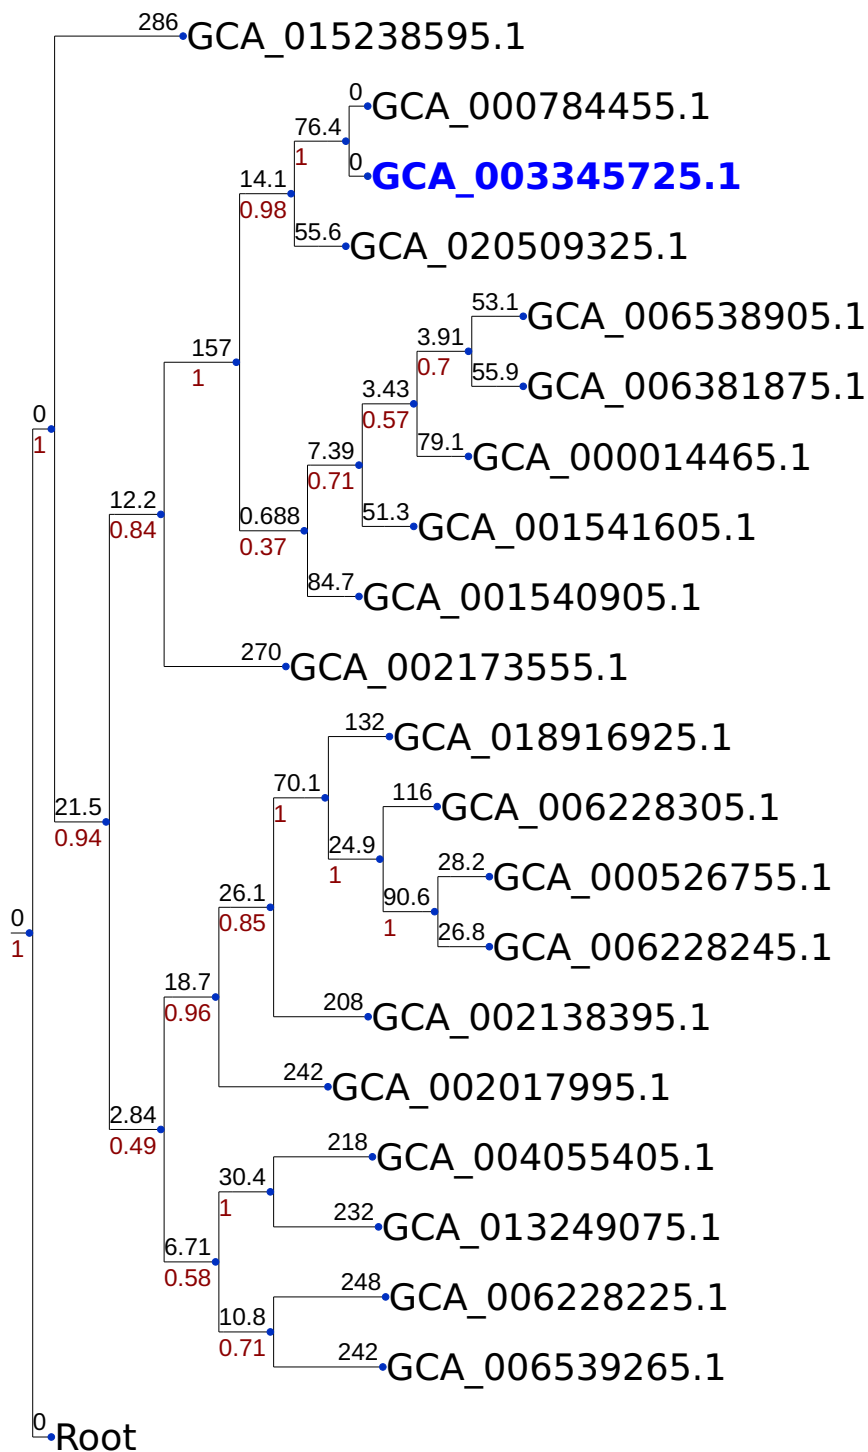 286 GCA_015238595.1
0 GCA_000784455.1
76.4
1
0 GCA_003345725.1
14.1
0.98
55.6 GCA_020509325.1
53.1 GCA_006538905.1
3.91
0.7
157
1
55.9 GCA_006381875.1
3.43
0.57
0
1
7.39
0.71
79.1 GCA_000014465.1
12.2
0.84
0.688
0.37
51.3 GCA_001541605.1
84.7 GCA_001540905.1
270 GCA_002173555.1
132 GCA_018916925.1
70.1
1
21.5
0.94
116 GCA_006228305.1
24.9
1
28.2 GCA_000526755.1
26.1
0.85
90.6
1
0
1
26.8 GCA_006228245.1
18.7
0.96
208 GCA_002138395.1
242 GCA_002017995.1
2.84
0.49
218 GCA_004055405.1
30.4
1
232 GCA_013249075.1
6.71
0.58
248 GCA_006228225.1
10.8
0.71
242 GCA_006539265.1
0 Root